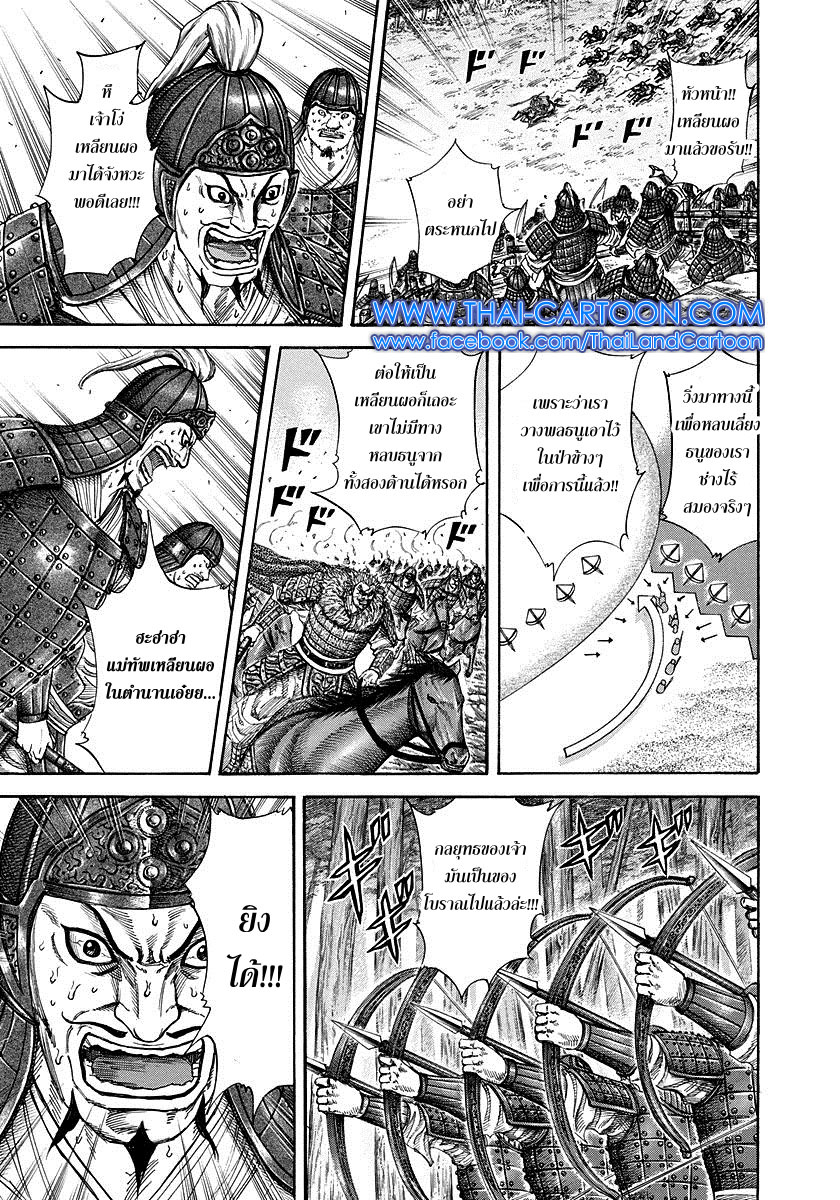 หัวหน้า!!
เหลียนผอ
มาแล้วขอรับ!!
ドドド
อย่า
ตระหนกไป
หึ
เจ้าโง่
เหลียนผอ
มาได้จังหวะ
พอดีเลย!!!
WWW.THAI-CARTOON.COM
www.facebook.com/ThaiLandCartoon
วิ่งมาทางนี้
เพื่อหลบเลี่ยง
ธนูของเรา
ช่างไร้
สมองจริงๆ
เพราะว่าเรา
วางพลธนูเอาไว้
ในป่าข้างๆ
เพื่อการนี้แล้ว!!
ต่อให้เป็น
เหลียนผอก็เถอะ
เขาไม่มีทาง
หลบธนูจาก
ทั้งสองด้านได้หรอก
ドドド
ฮะฮ่าฮ่า
แม่ทัพเหลียนผอ
ในตำนานเอ๋ยย...
กลยุทธของเจ้า
มันเป็นของ
โบราณไปแล้วล่ะ!!!
ギロロ
ギロロ
ยิง
ได้!!!